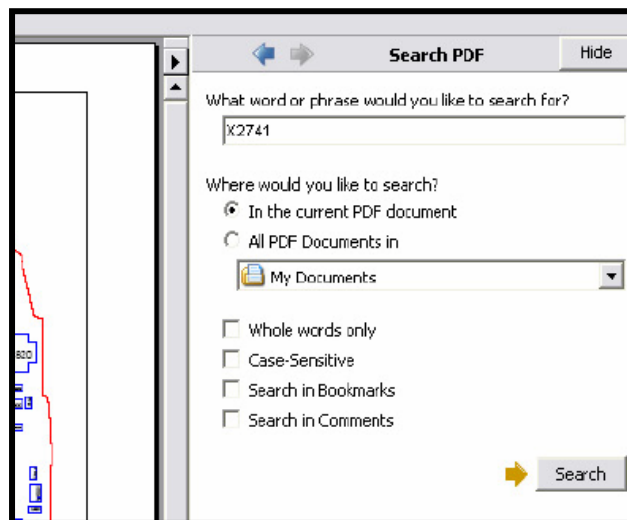 Search PDF
Hide
What word or phrase would you like to search for?
X2741
Where would you like to search?
In the current PDF document
All PDF Documents in
My Documents
Whole words only
Case-Sensitive
Search in Bookmarks
Search in Comments
Search